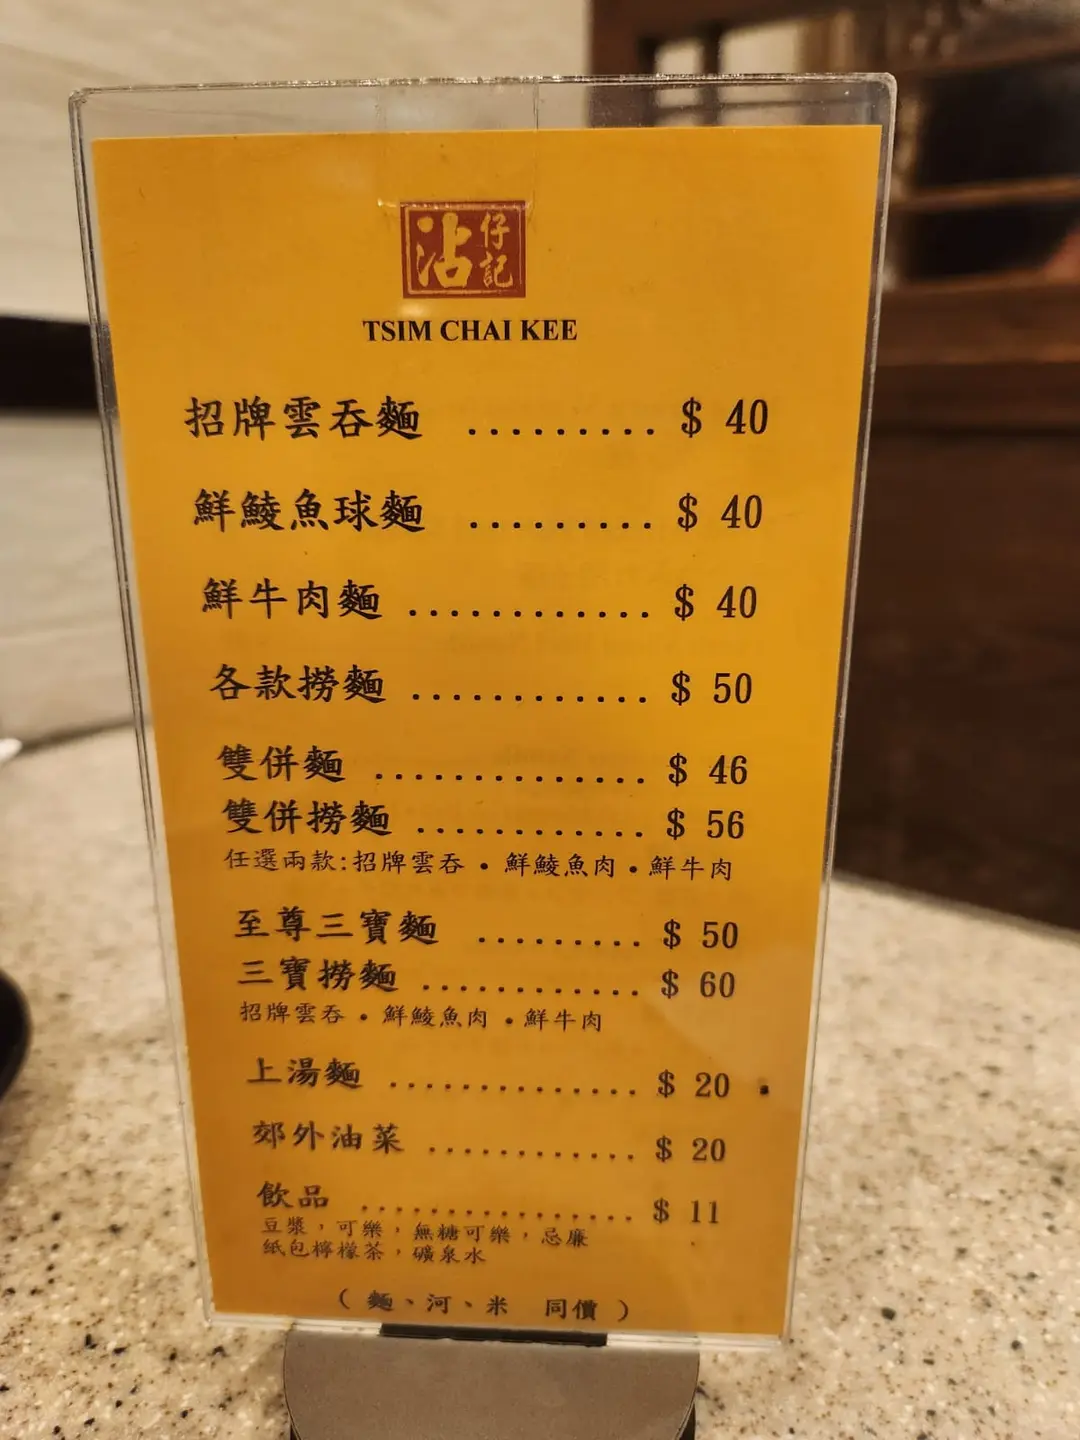 沾仔記
TSIM CHAI KEE
招牌雲吞麵 ......... $ 40
鮮鯪魚球麵 ......... $ 40
鮮牛肉麵 ............ $ 40
各款撈麵 ............ $ 50
雙併麵 ............. $ 46
雙併撈麵 ............ $ 56
任選兩款:招牌雲吞 • 鮮鯪魚肉 • 鮮牛肉
至尊三寶麵 ......... $ 50
三寶撈麵 ............ $ 60
招牌雲吞 • 鮮鯪魚肉 • 鮮牛肉
上湯麵 ............. $ 20
郊外油菜 ............ $ 20
飲品 ................ $ 11
豆漿，可樂，無糖可樂，忌廉
紙包檸檬茶，礦泉水
( 麵、河、米 同價 )